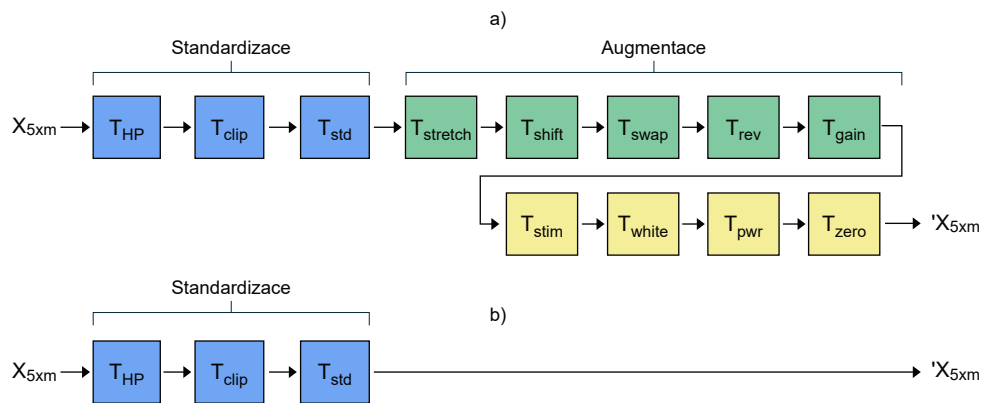 a)
Standardizace Augmentace
X5xm THP Tclip Tstd Tstretch Tshift Tswap Trev Tgain
Tstim Twhite Tpwr Tzero 'X5xm
Standardizace
b)
X5xm THP Tclip Tstd 'X5xm